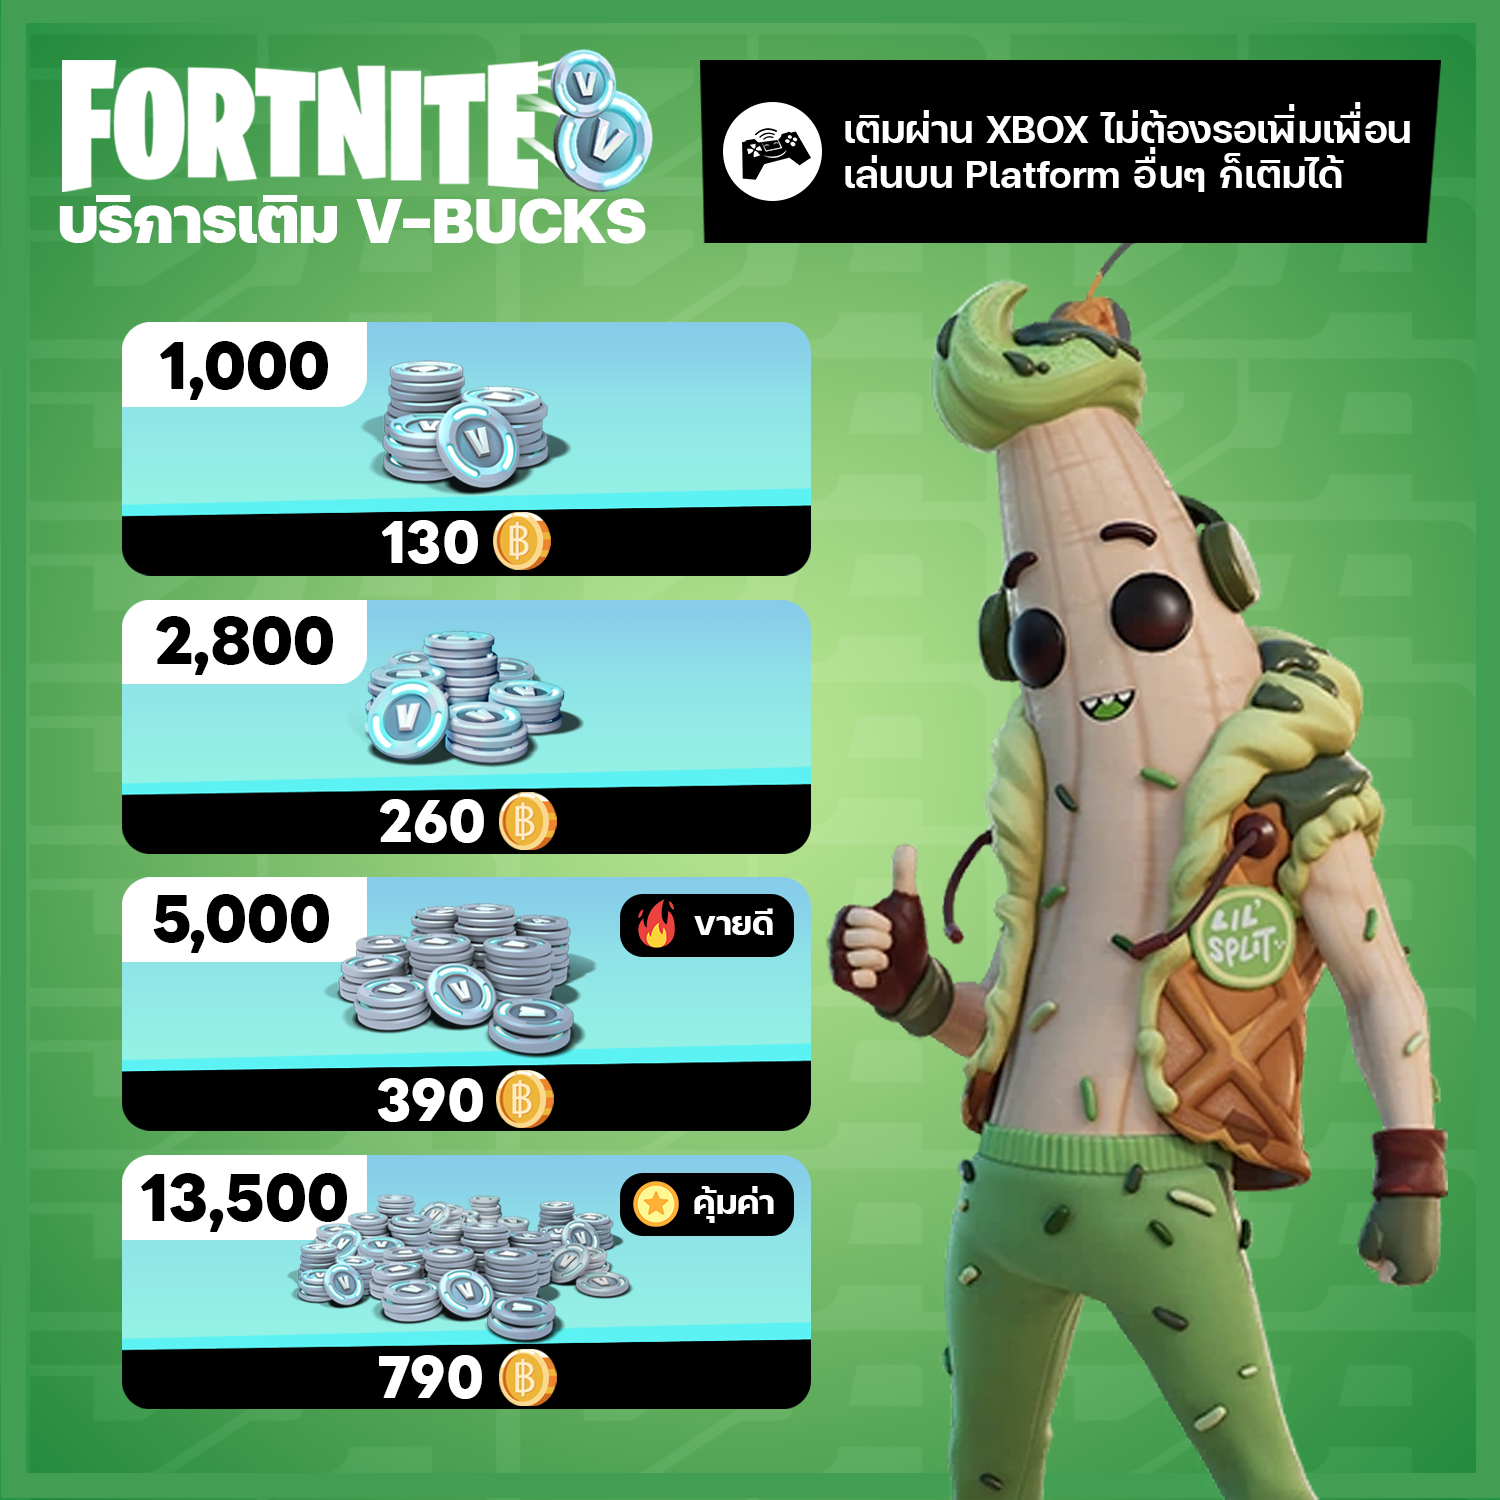 FORTNITE
บริการเติม V-BUCKS
เติมผ่าน XBOX ไม่ต้องรอเพิ่มเพื่อน
เล่นบน Platform อื่นๆ ก็เติมได้
1,000
130 ฿
2,800
260 ฿
5,000
ขายดี
390 ฿
13,500
คุ้มค่า
790 ฿
LIL'
SPLIT